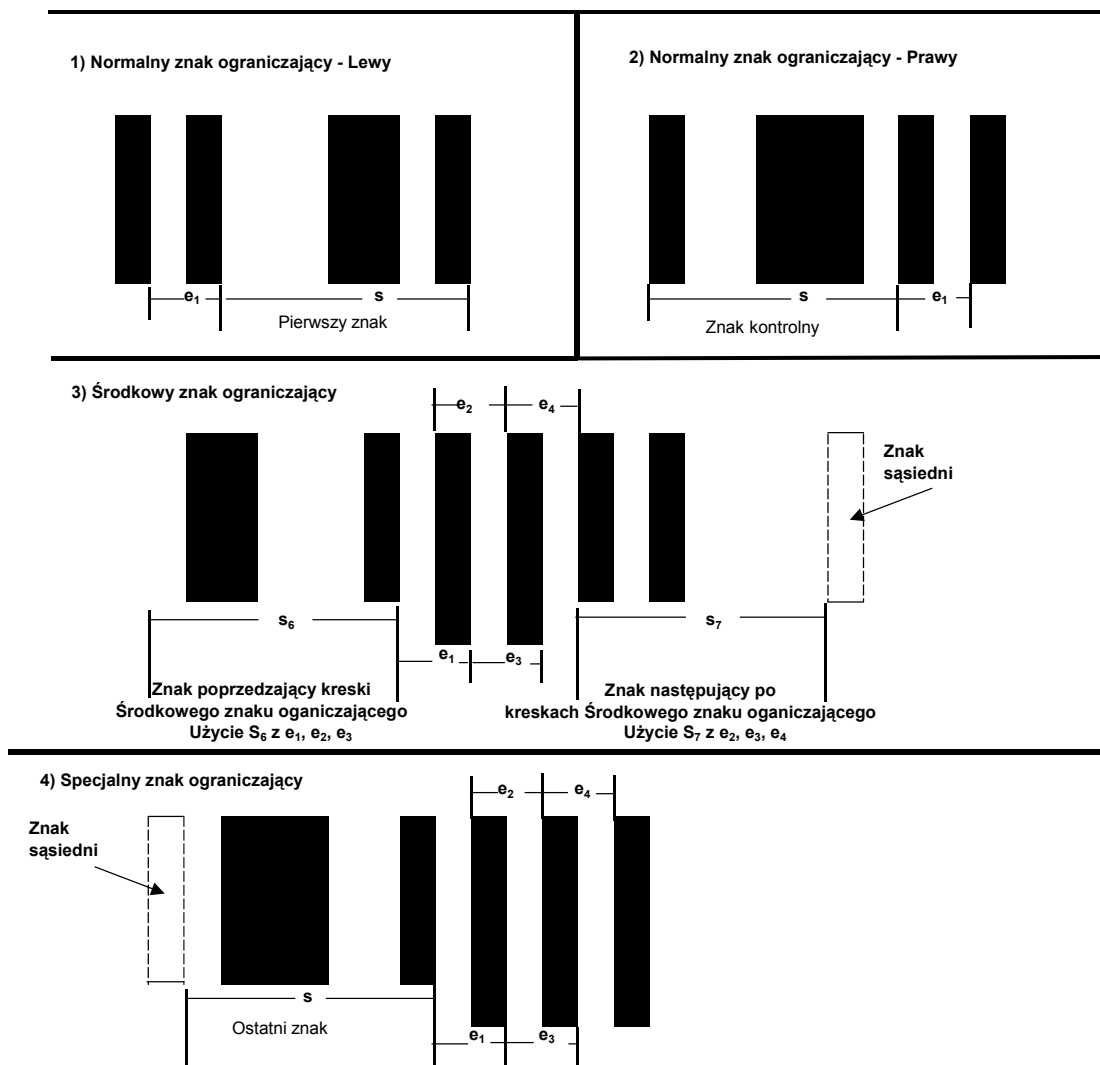 1) Normalny znak ograniczający - Lewy
2) Normalny znak ograniczający - Prawy
e1
s
Pierwszy znak
s
e1
Znak kontrolny
3) Środkowy znak ograniczający
e2
e4
Znak
sąsiedni
s6
s7
e1
e3
Znak poprzedzający kreski
Środkowego znaku oganiczającego
Użycie S6 z e1, e2, e3
Znak następujący po
kreskach Środkowego znaku oganiczającego
Użycie S7 z e2, e3, e4
4) Specjalny znak ograniczający
e2
e4
Znak
sąsiedni
s
Ostatni znak
e1
e3